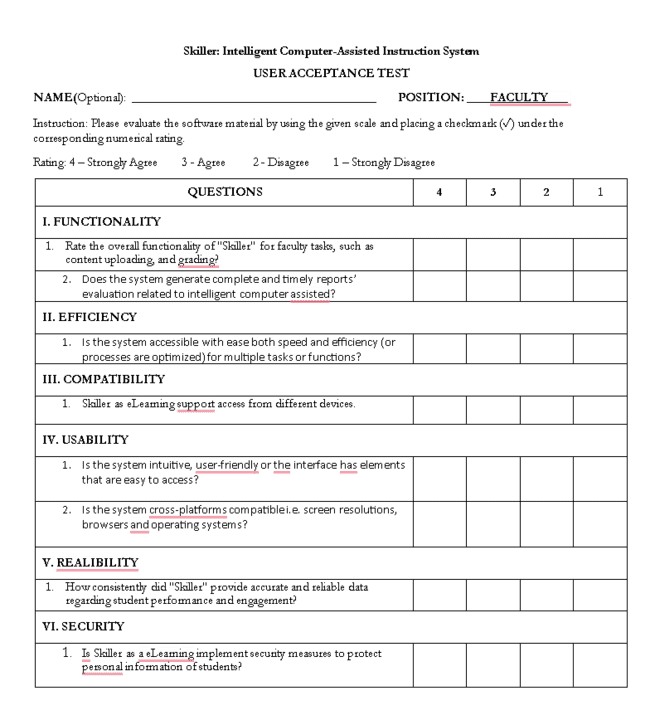 Skiller: Intelligent Computer-Assisted Instruction System
USER ACCEPTANCE TEST
NAME(Optional): POSITION: FACULTY
Instruction: Please evaluate the software material by using the given scale and placing a checkmark (√) under the
corresponding numerical rating.
Rating: 4 – Strongly Agree 3 - Agree 2 - Disagree 1 – Strongly Disagree
QUESTIONS 4 3 2 1
I. FUNCTIONALITY
1. Rate the overall functionality of "Skiller" for faculty tasks, such as
content uploading, and grading?
2. Does the system generate complete and timely reports'
evaluation related to intelligent computer assisted?
II. EFFICIENCY
1. Is the system accessible with ease both speed and efficiency (or
processes are optimized) for multiple tasks or functions?
III. COMPATIBILITY
1. Skiller as eLearning support access from different devices.
IV. USABILITY
1. Is the system intuitive, user-friendly or the interface has elements
that are easy to access?
2. Is the system cross-platforms compatible i.e. screen resolutions,
browsers and operating systems?
V. REALIBILITY
1. How consistently did "Skiller" provide accurate and reliable data
regarding student performance and engagement?
VI. SECURITY
1. Is Skiller as a eLearning implement security measures to protect
personal information of students?